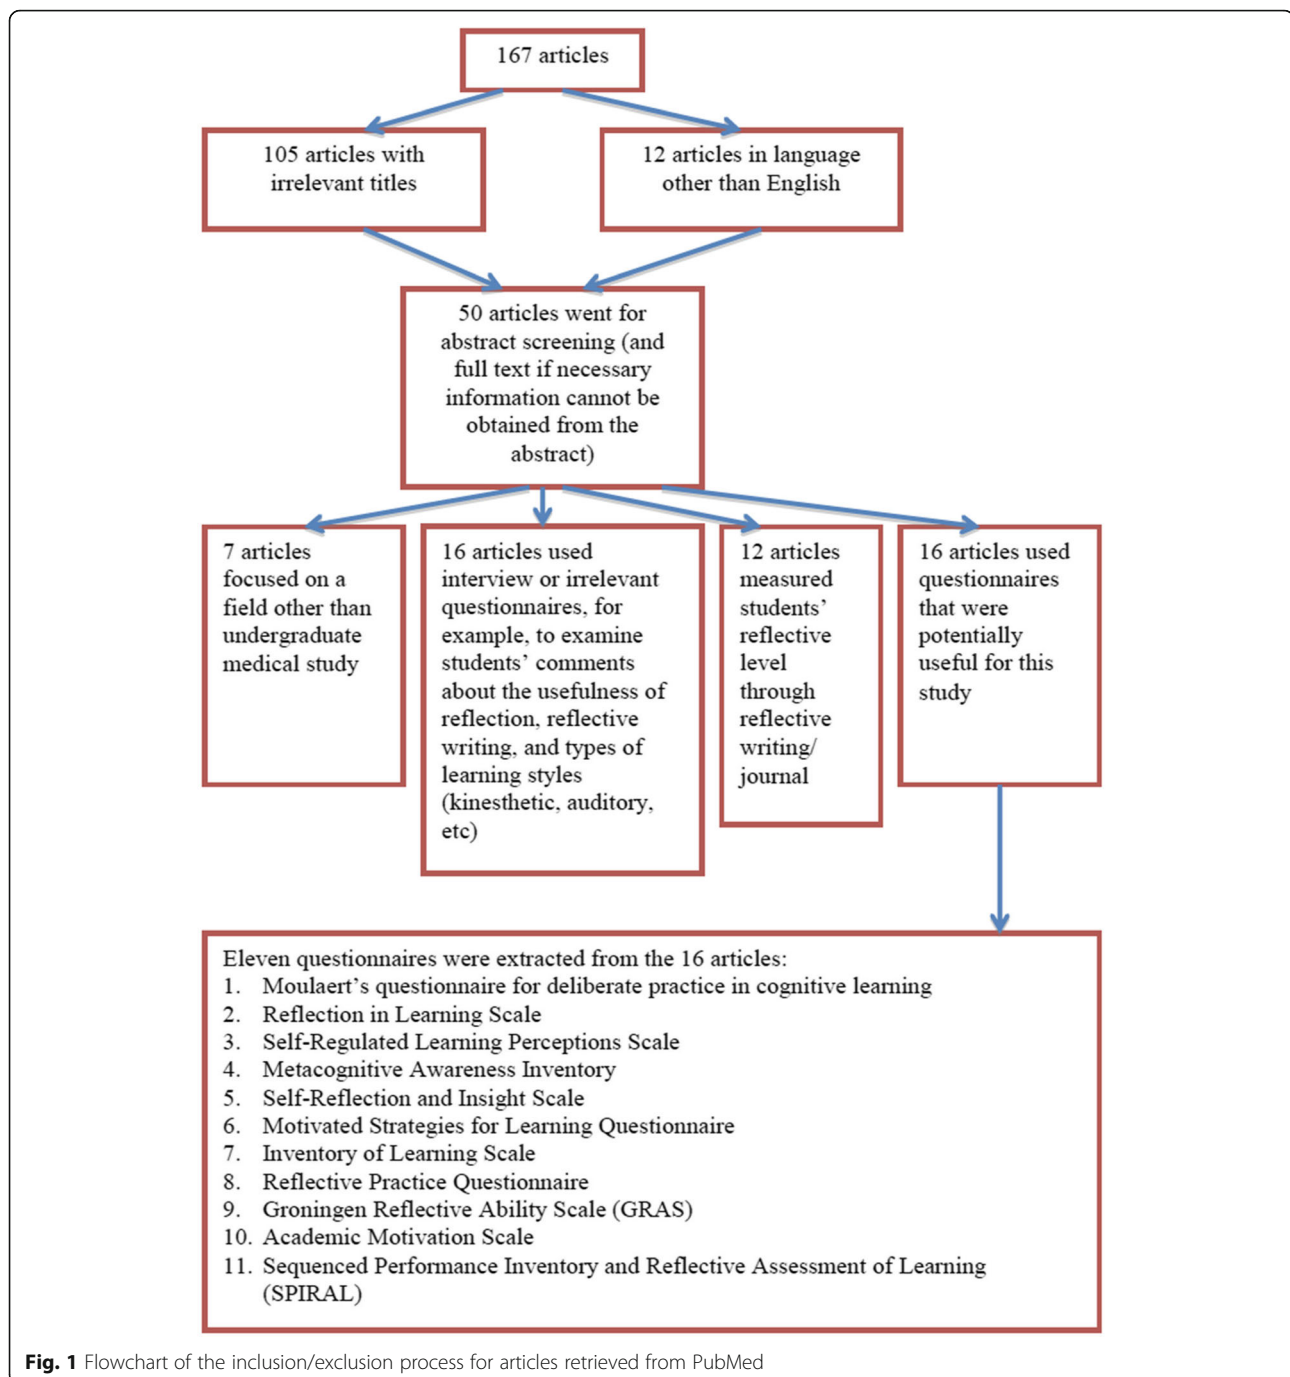 167 articles
105 articles with
irrelevant titles
12 articles in language
other than English
50 articles went for
abstract screening (and
full text if necessary
information cannot be
obtained from the
abstract)
7 articles
focused on a
field other than
undergraduate
medical study
16 articles used
interview or irrelevant
questionnaires, for
example, to examine
students’ comments
about the usefulness of
reflection, reflective
writing, and types of
learning styles
(kinesthetic, auditory,
etc)
12 articles
measured
students’
reflective
level
through
reflective
writing/
journal
16 articles used
questionnaires
that were
potentially
useful for this
study
Eleven questionnaires were extracted from the 16 articles:
1. Moulaert’s questionnaire for deliberate practice in cognitive learning
2. Reflection in Learning Scale
3. Self-Regulated Learning Perceptions Scale
4. Metacognitive Awareness Inventory
5. Self-Reflection and Insight Scale
6. Motivated Strategies for Learning Questionnaire
7. Inventory of Learning Scale
8. Reflective Practice Questionnaire
9. Groningen Reflective Ability Scale (GRAS)
10. Academic Motivation Scale
11. Sequenced Performance Inventory and Reflective Assessment of Learning
(SPIRAL)
Fig. 1 Flowchart of the inclusion/exclusion process for articles retrieved from PubMed